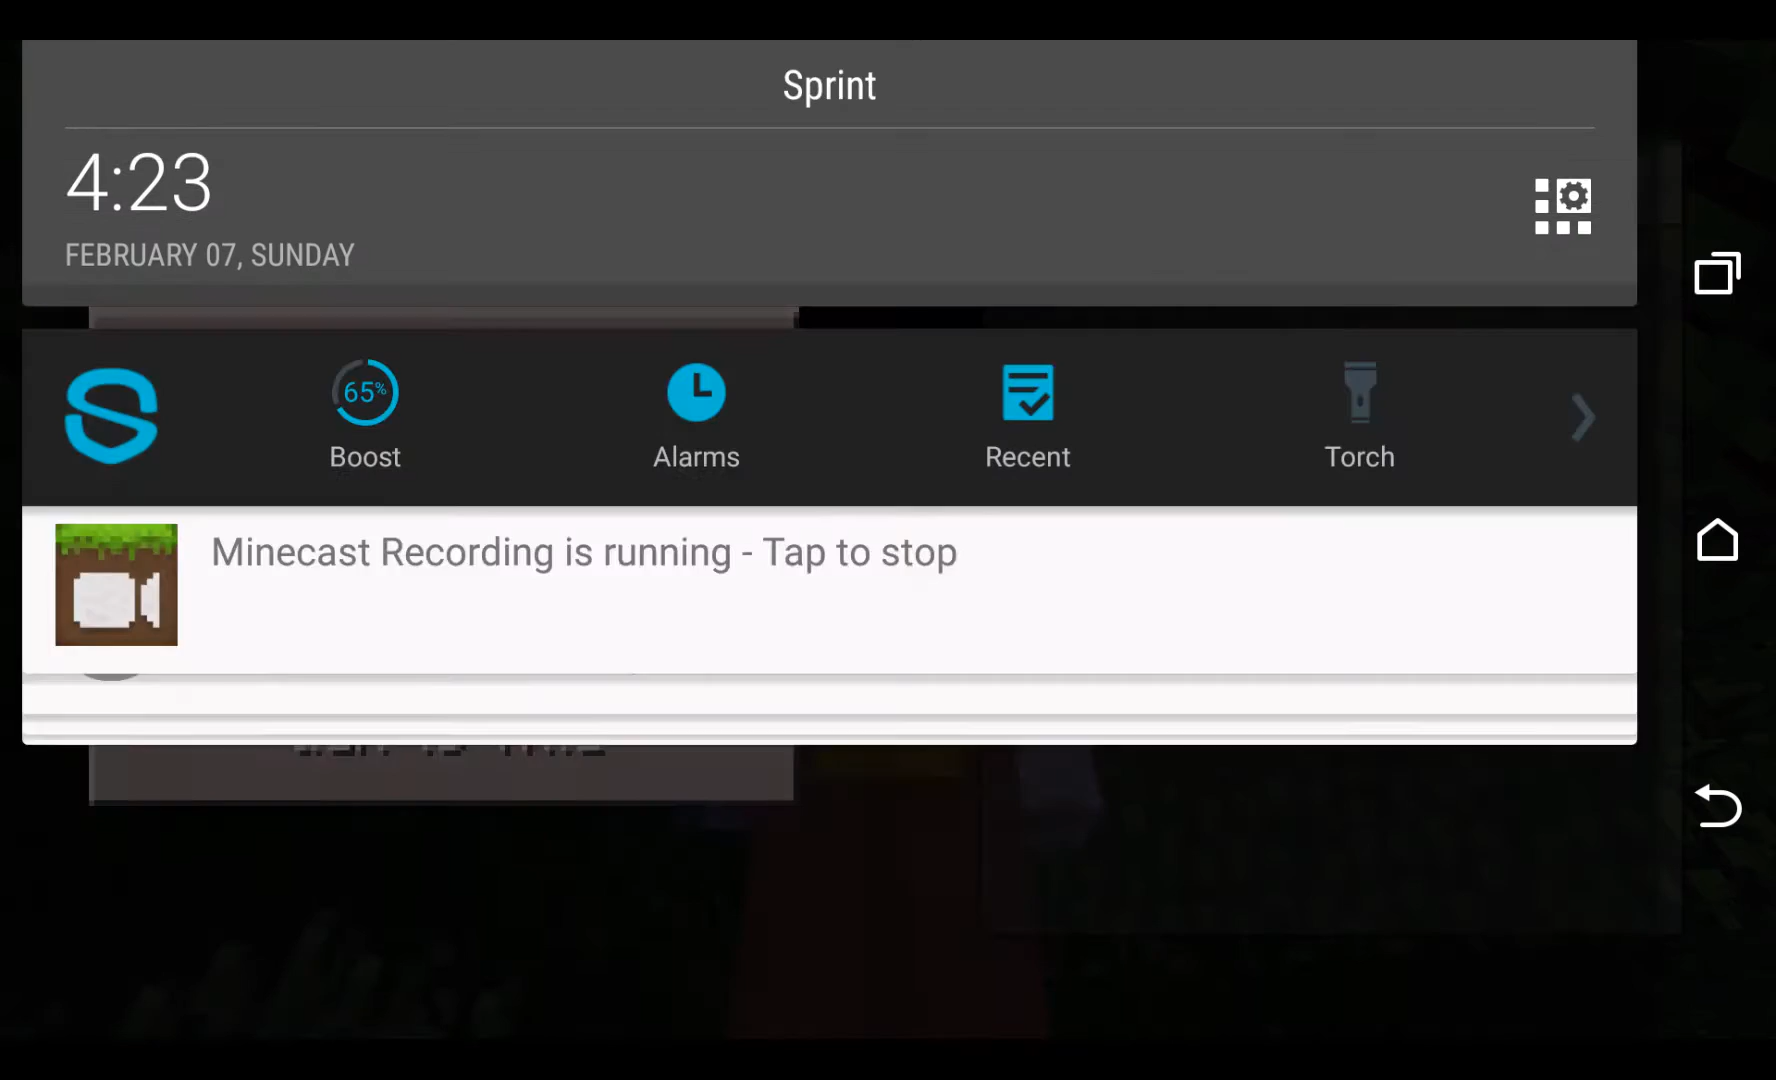 Sprint
4:23
FEBRUARY 07, SUNDAY
65%
Boost
Alarms
Recent
Torch
Minecast Recording is running - Tap to stop